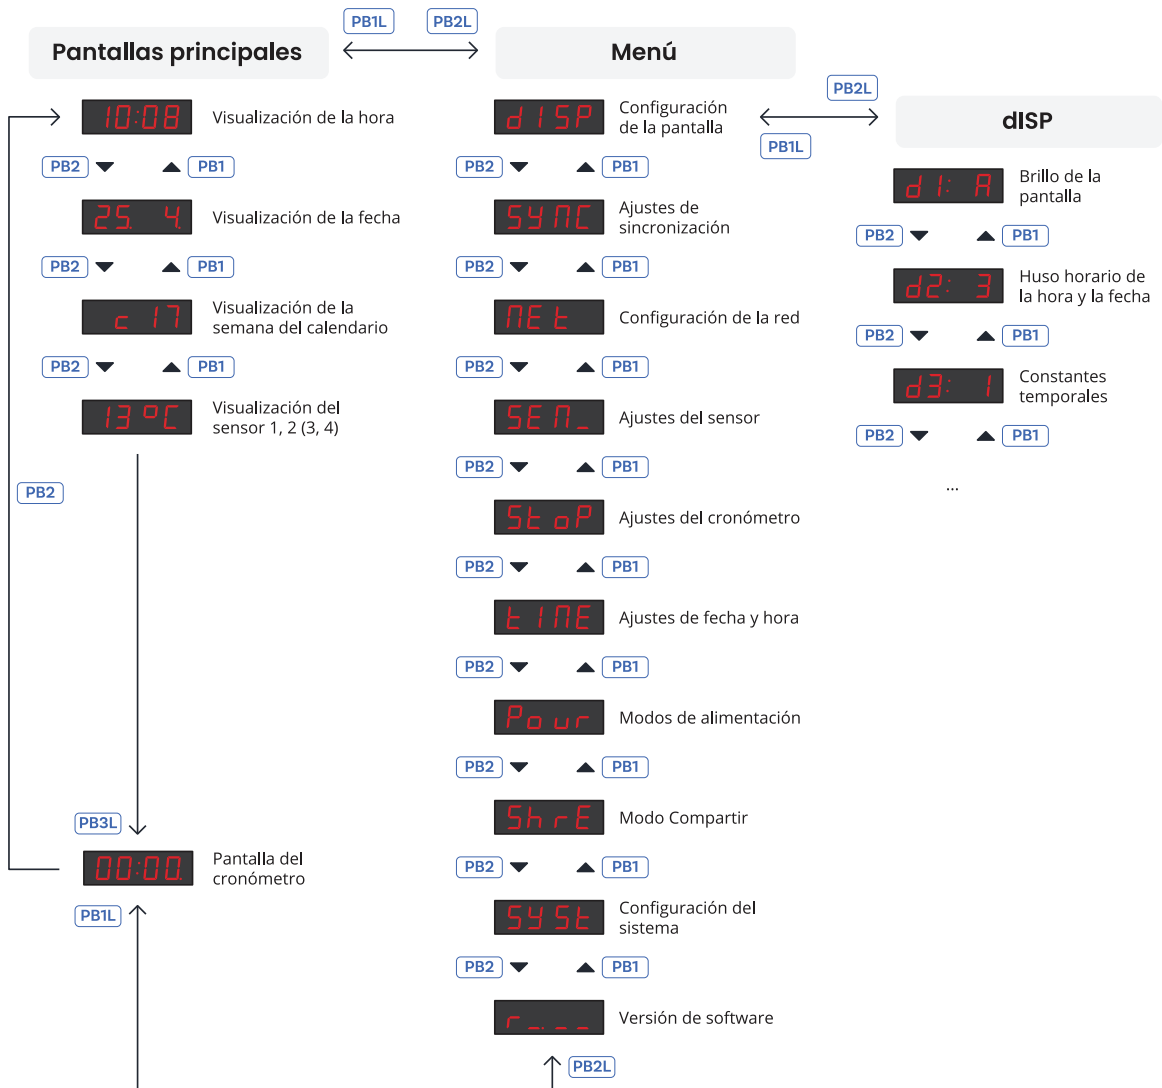 PB1L PB2L
Pantallas principales
Menú
PB2L
PB1L
dISP
10:08
Visualización de la hora
PB2 PB1
25. 4.
Visualización de la fecha
PB2 PB1
c 17
Visualización de la
semana del calendario
PB2 PB1
13 °C
Visualización del
sensor 1, 2 (3, 4)
PB2
PB3L
00:00.
Pantalla del
cronómetro
PB1L
dISP
Configuración
de la pantalla
PB2 PB1
SYNC
Ajustes de
sincronización
PB2 PB1
NEt
Configuración de la red
PB2 PB1
SEN_
Ajustes del sensor
PB2 PB1
StoP
Ajustes del cronómetro
PB2 PB1
tIME
Ajustes de fecha y hora
PB2 PB1
Pour
Modos de alimentación
PB2 PB1
ShrE
Modo Compartir
PB2 PB1
SYSt
Configuración del
sistema
PB2 PB1
r_._ _
Versión de software
PB2L
d1: A
Brillo de la
pantalla
PB2 PB1
d2: 3
Huso horario de
la hora y la fecha
PB2 PB1
d3: 1
Constantes
temporales
PB2 PB1
...